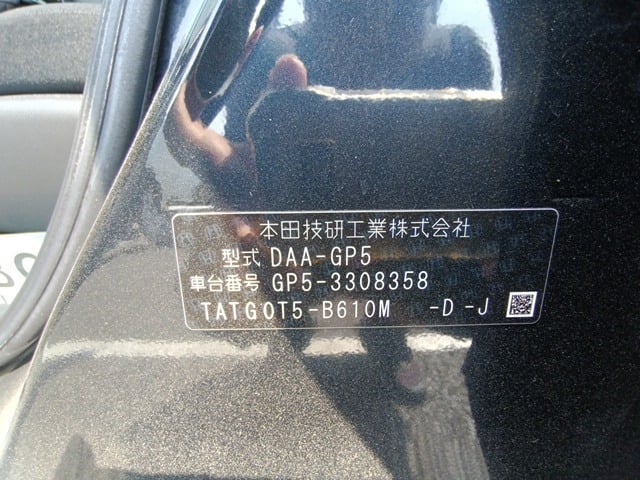 本田技研工業株式会社
型式 DAA-GP5
車台番号 GP5-3308358
TATGOT5-B610M -D -J